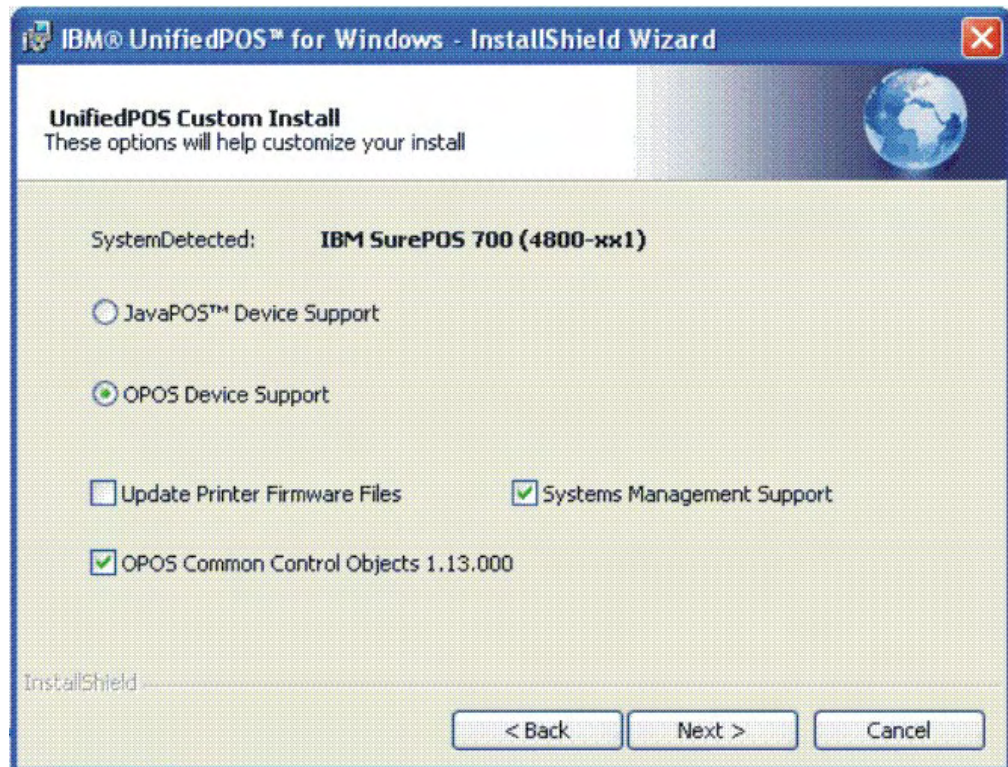 IBM® UnifiedPOS™ for Windows - InstallShield Wizard
UnifiedPOS Custom Install
These options will help customize your install
SystemDetected: IBM SurePOS 700 (4800-xx1)
JavaPOS™ Device Support
OPOS Device Support
Update Printer Firmware Files
Systems Management Support
OPOS Common Control Objects 1.13.000
InstallShield
< Back
Next >
Cancel